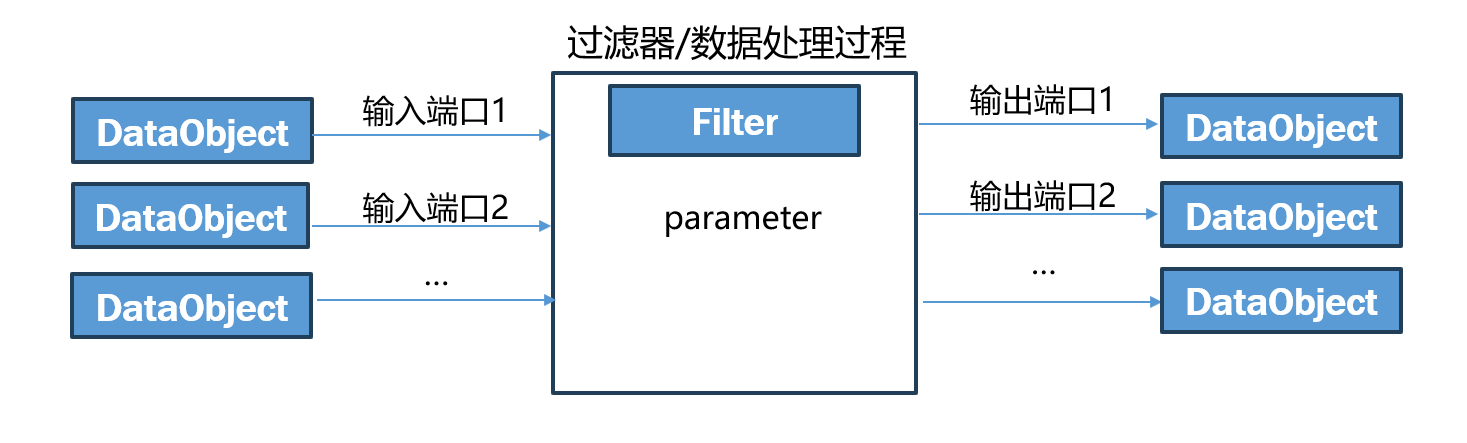 过滤器/数据处理过程
DataObject
输入端口1
Filter
输出端口1
DataObject
DataObject
输入端口2
parameter
输出端口2
DataObject
DataObject
...
...
DataObject